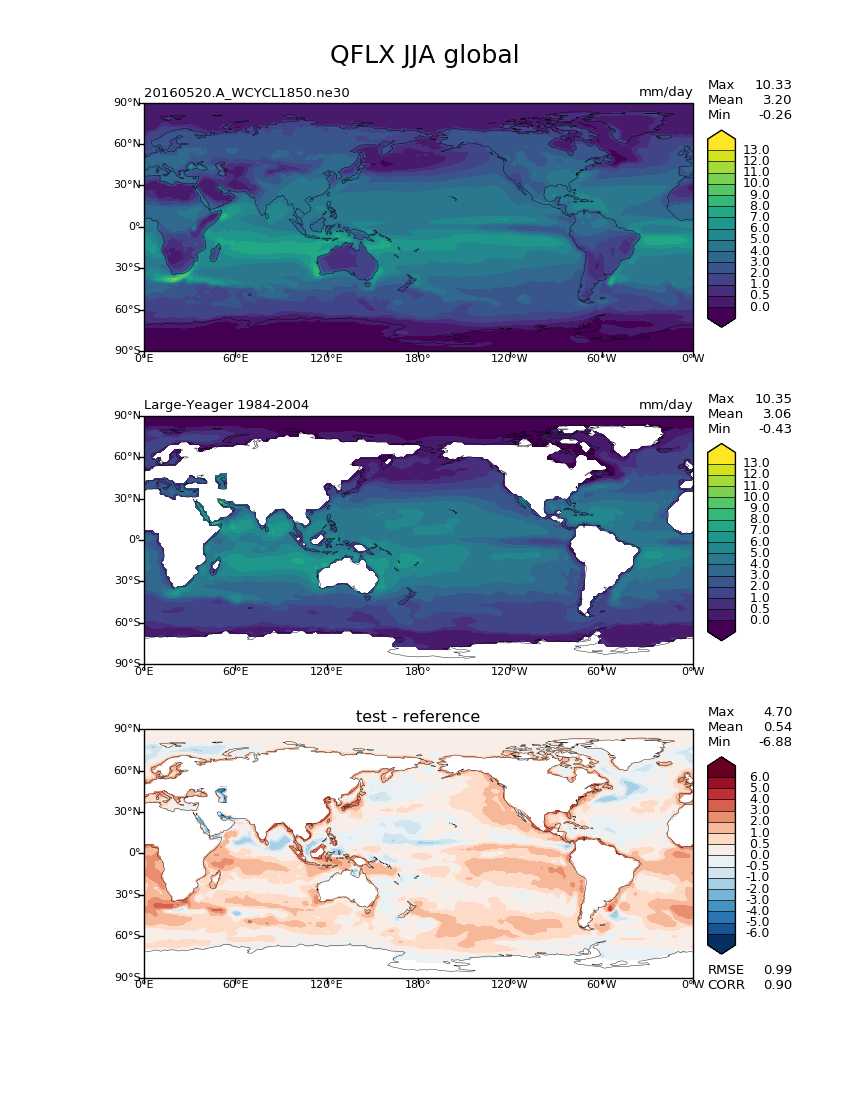 QFLX JJA global
20160520.A_WCYCL1850.ne30
mm/day
Max 10.33
Mean 3.20
Min -0.26
90°N
60°N
30°N
0°
30°S
60°S
90°S
0°E 60°E 120°E 180° 120°W 60°W 0°W
13.0
12.0
11.0
10.0
9.0
8.0
7.0
6.0
5.0
4.0
3.0
2.0
1.0
0.5
0.0
Large-Yeager 1984-2004
mm/day
Max 10.35
Mean 3.06
Min -0.43
90°N
60°N
30°N
0°
30°S
60°S
90°S
0°E 60°E 120°E 180° 120°W 60°W 0°W
13.0
12.0
11.0
10.0
9.0
8.0
7.0
6.0
5.0
4.0
3.0
2.0
1.0
0.5
0.0
test - reference
Max 4.70
Mean 0.54
Min -6.88
90°N
60°N
30°N
0°
30°S
60°S
90°S
0°E 60°E 120°E 180° 120°W 60°W 0°W
6.0
5.0
4.0
3.0
2.0
1.0
0.5
0.0
-0.5
-1.0
-2.0
-3.0
-4.0
-5.0
-6.0
RMSE 0.99
CORR 0.90